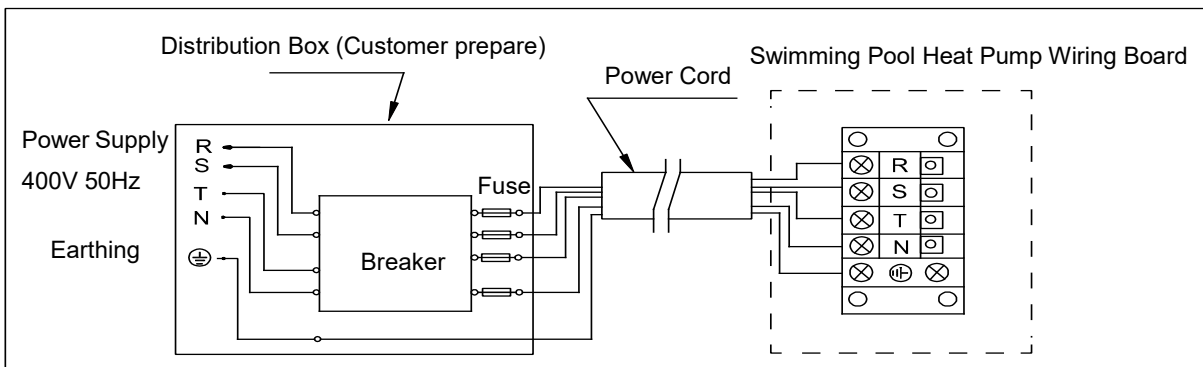 Distribution Box (Customer prepare)
Power Cord
Swimming Pool Heat Pump Wiring Board
Power Supply
400V 50Hz
Earthing
R
S
T
N
Breaker
Fuse
R
S
T
N